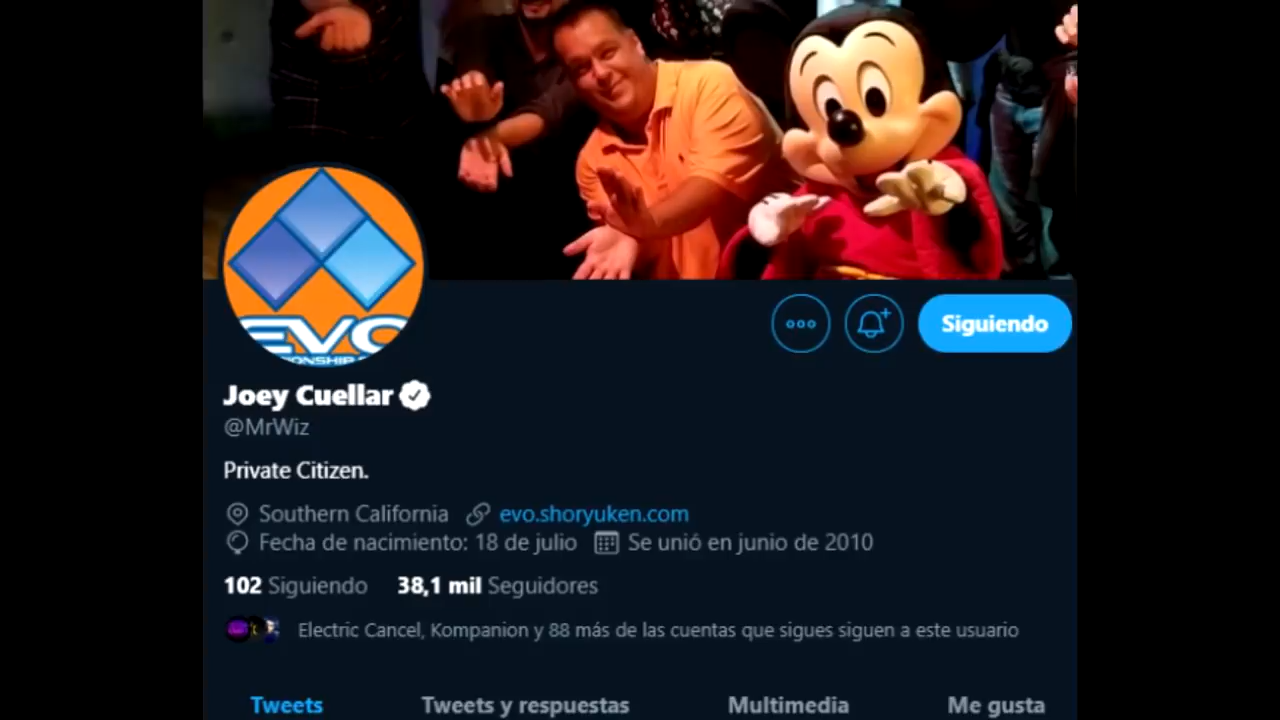 EVO
Siguiendo
Joey Cuellar
@MrWiz
Private Citizen.
Southern California evo.shoryuken.com
Fecha de nacimiento: 18 de julio Se unió en junio de 2010
102 Siguiendo 38,1 mil Seguidores
Electric Cancel, Kompanion y 88 más de las cuentas que sigues siguen a este usuario
Tweets Tweets y respuestas Multimedia Me gusta